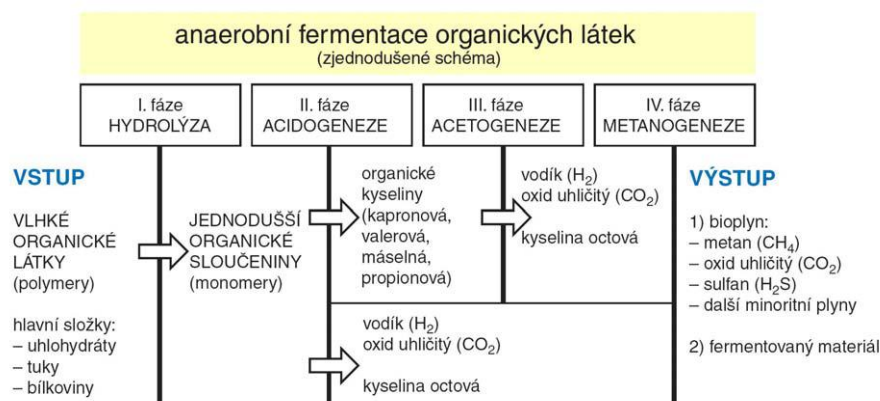 anaerobní fermentace organických látek
(zjednodušené schéma)
I. fáze
HYDROLÝZA
II. fáze
ACIDOGENEZE
III. fáze
ACETOGENEZE
IV. fáze
METANOGENEZE
VSTUP
VLHKÉ
ORGANICKÉ
LÁTKY
(polymery)
hlavní složky:
– uhlohydráty
– tuky
– bílkoviny
JEDNODUŠŠÍ
ORGANICKÉ
SLOUČENINY
(monomery)
organické
kyseliny
(kapronová,
valerová,
máselná,
propionová)
vodík (H₂)
oxid uhličitý (CO₂)
kyselina octová
vodík (H₂)
oxid uhličitý (CO₂)
kyselina octová
VÝSTUP
1) bioplyn:
– metan (CH₄)
– oxid uhličitý (CO₂)
– sulfan (H₂S)
– další minoritní plyny
2) fermentovaný materiál